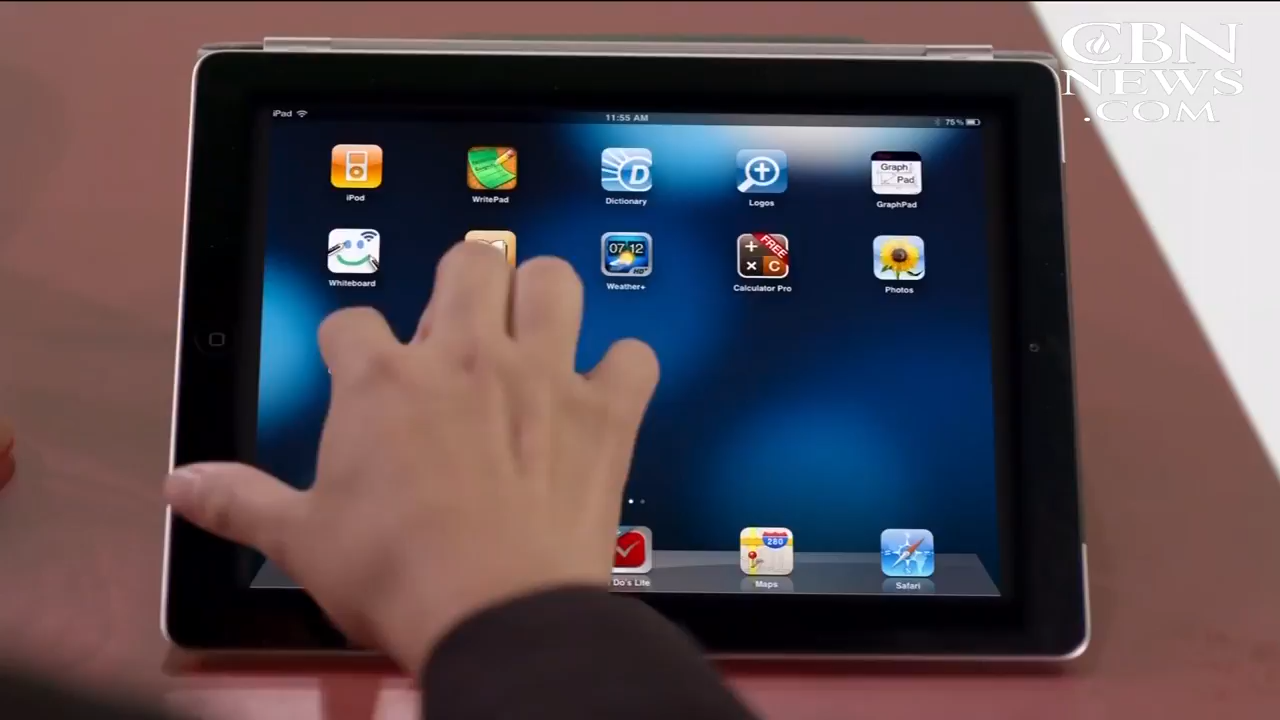 CBN
NEWS
.COM
iPad
11:55 AM
75%
iPod
WritePad
Dictionary
D
Logos
Graph
Pad
GraphPad
Whiteboard
07 12
HD+
Weather+
FREE
+
× C
Calculator Pro
Photos
Do's Lite
280
Maps
Safari